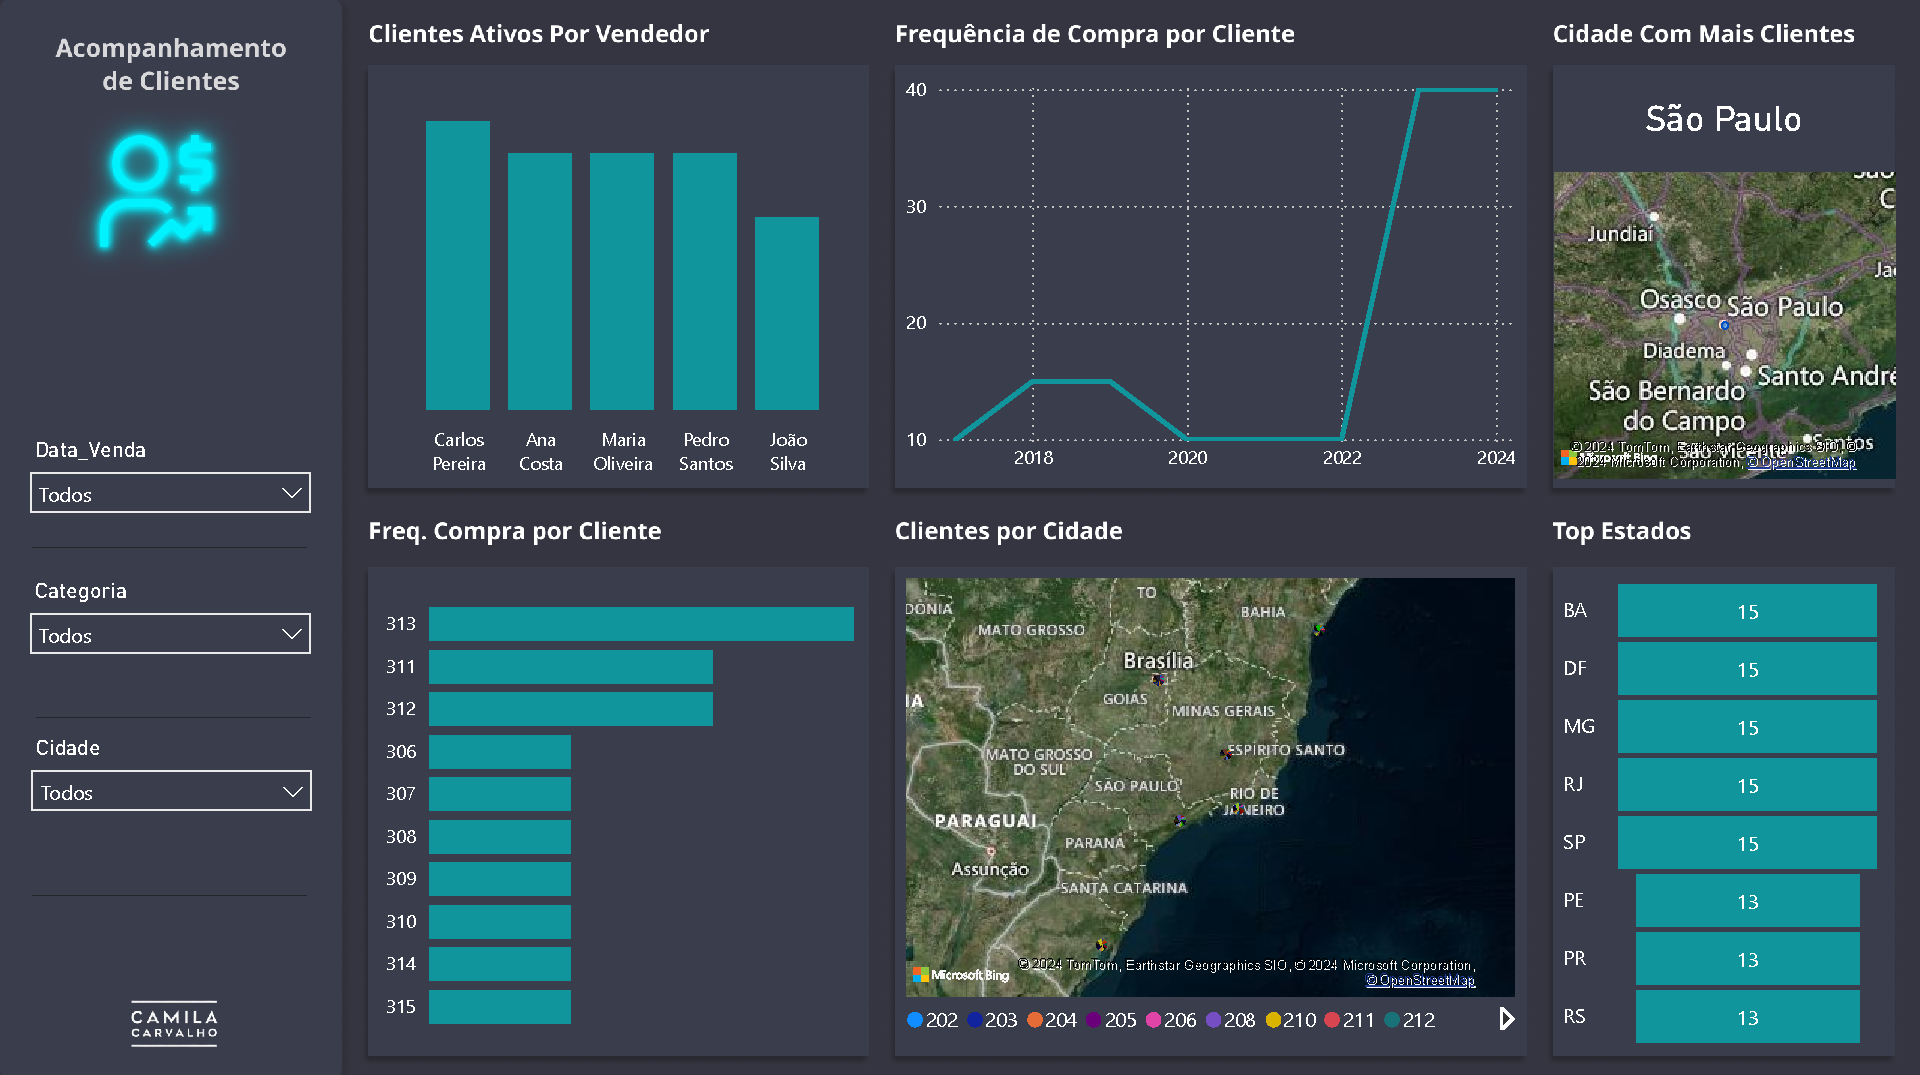 Acompanhamento
de Clientes
Data_Venda
Todos
Categoria
Todos
Cidade
Todos
CAMILA
CARVALHO
Clientes Ativos Por Vendedor
Carlos
Pereira
Ana
Costa
Maria
Oliveira
Pedro
Santos
João
Silva
Frequência de Compra por Cliente
40
30
20
10
2018
2020
2022
2024
Cidade Com Mais Clientes
São Paulo
Jundiaí
Osasco
São Paulo
Diadema
Santo André
São Bernardo
do Campo
Santos
São Vicente
Microsoft Bing
© 2024 TomTom, Earthstar Geographics SIO, ©
2024 Microsoft Corporation, © OpenStreetMap
Freq. Compra por Cliente
313
311
312
306
307
308
309
310
314
315
Clientes por Cidade
TO
DÔNIA
BAHIA
MATO GROSSO
Brasília
GOIÁS
IA
MINAS GERAIS
MATO GROSSO
DO SUL
ESPÍRITO SANTO
SÃO PAULO
RIO DE
JANEIRO
PARAGUAI
PARANÁ
Assunção
SANTA CATARINA
Microsoft Bing
© 2024 TomTom, Earthstar Geographics SIO, © 2024 Microsoft Corporation,
© OpenStreetMap
202 203 204 205 206 208 210 211 212
Top Estados
BA 15
DF 15
MG 15
RJ 15
SP 15
PE 13
PR 13
RS 13